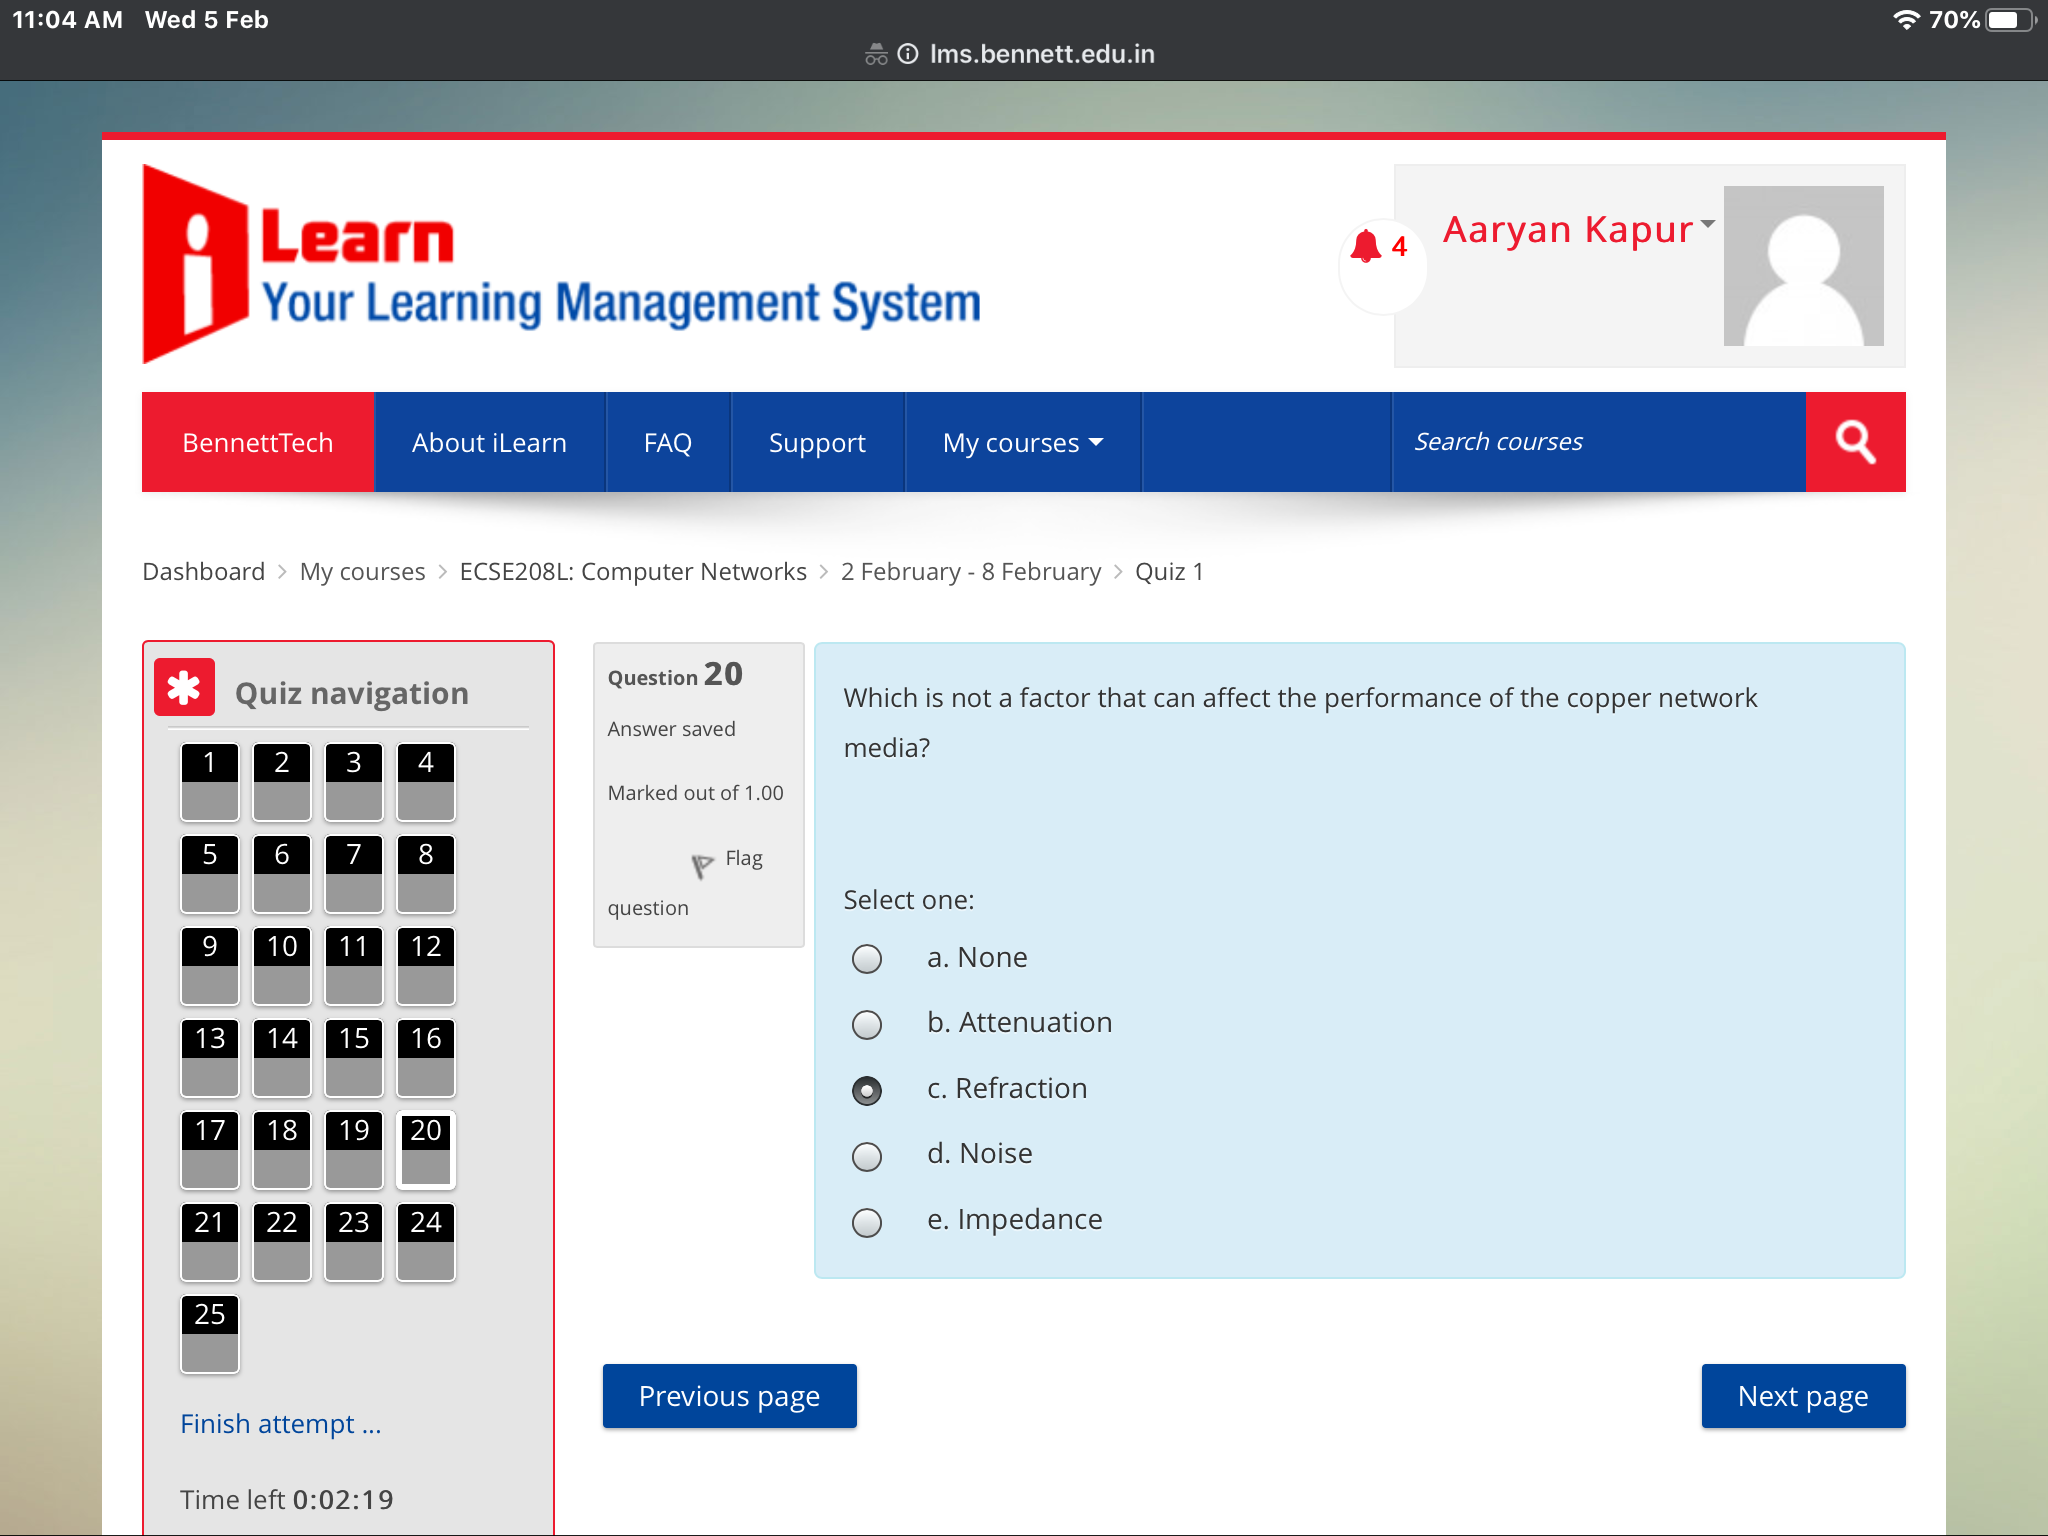 11:04 AM Wed 5 Feb
70%
lms.bennett.edu.in
i Learn
Your Learning Management System
4
Aaryan Kapur
BennettTech About iLearn FAQ Support My courses Search courses
Dashboard > My courses > ECSE208L: Computer Networks > 2 February - 8 February > Quiz 1
Quiz navigation
1 2 3 4
5 6 7 8
9 10 11 12
13 14 15 16
17 18 19 20
21 22 23 24
25
Finish attempt ...
Time left 0:02:19
Question 20
Answer saved
Marked out of 1.00
Flag
question
Which is not a factor that can affect the performance of the copper network
media?
Select one:
a. None
b. Attenuation
c. Refraction
d. Noise
e. Impedance
Previous page
Next page